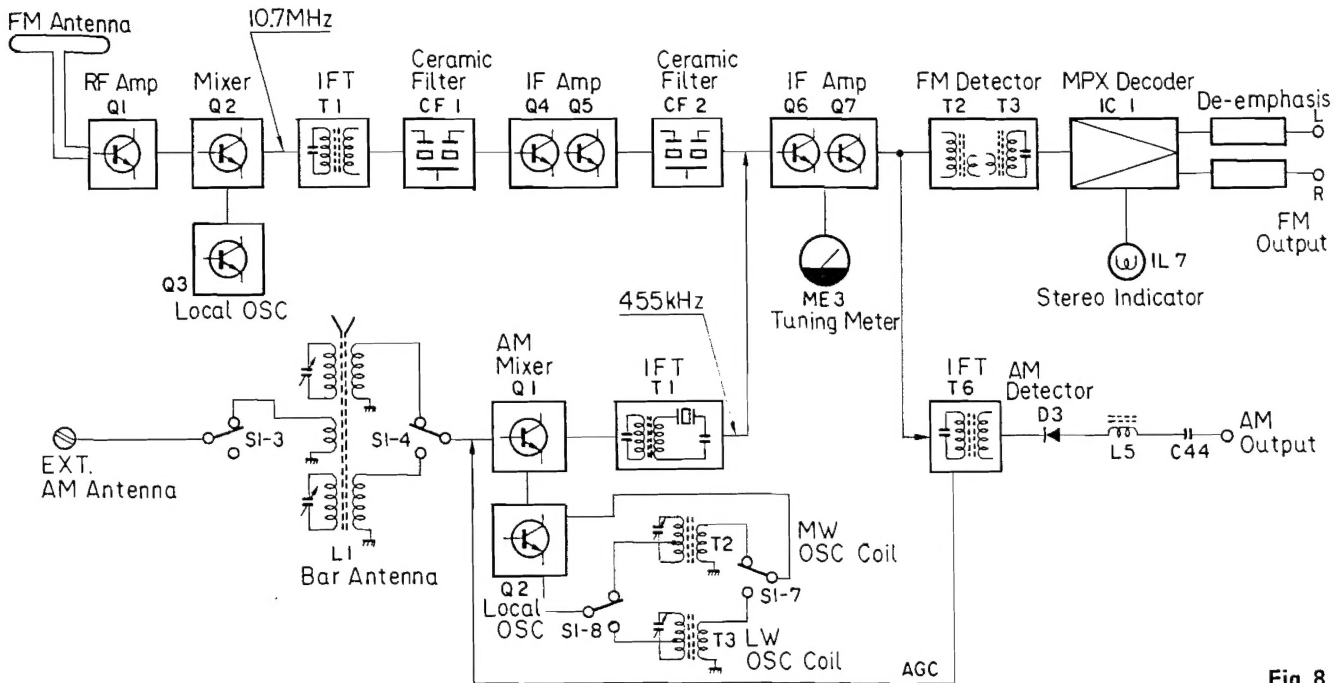 FM Antenna
10.7MHz
RF Amp
Q1
Mixer
Q2
IFT
T1
Ceramic
Filter
CF 1
IF Amp
Q4 Q5
Ceramic
Filter
CF 2
IF Amp
Q6 Q7
FM Detector
T2 T3
MPX Decoder
IC 1
De-emphasis
L
R
FM
Output
Q3
Local OSC
ME3
Tuning Meter
IL7
Stereo Indicator
455kHz
AM
Mixer
Q1
IFT
T1
IFT
T6
AM
Detector
D3
L5
C44
AM
Output
EXT.
AM Antenna
S1-3
S1-4
L1
Bar Antenna
Q2
Local
OSC
S1-8
T2
MW
OSC Coil
S1-7
T3
LW
OSC Coil
AGC
Fig. 8